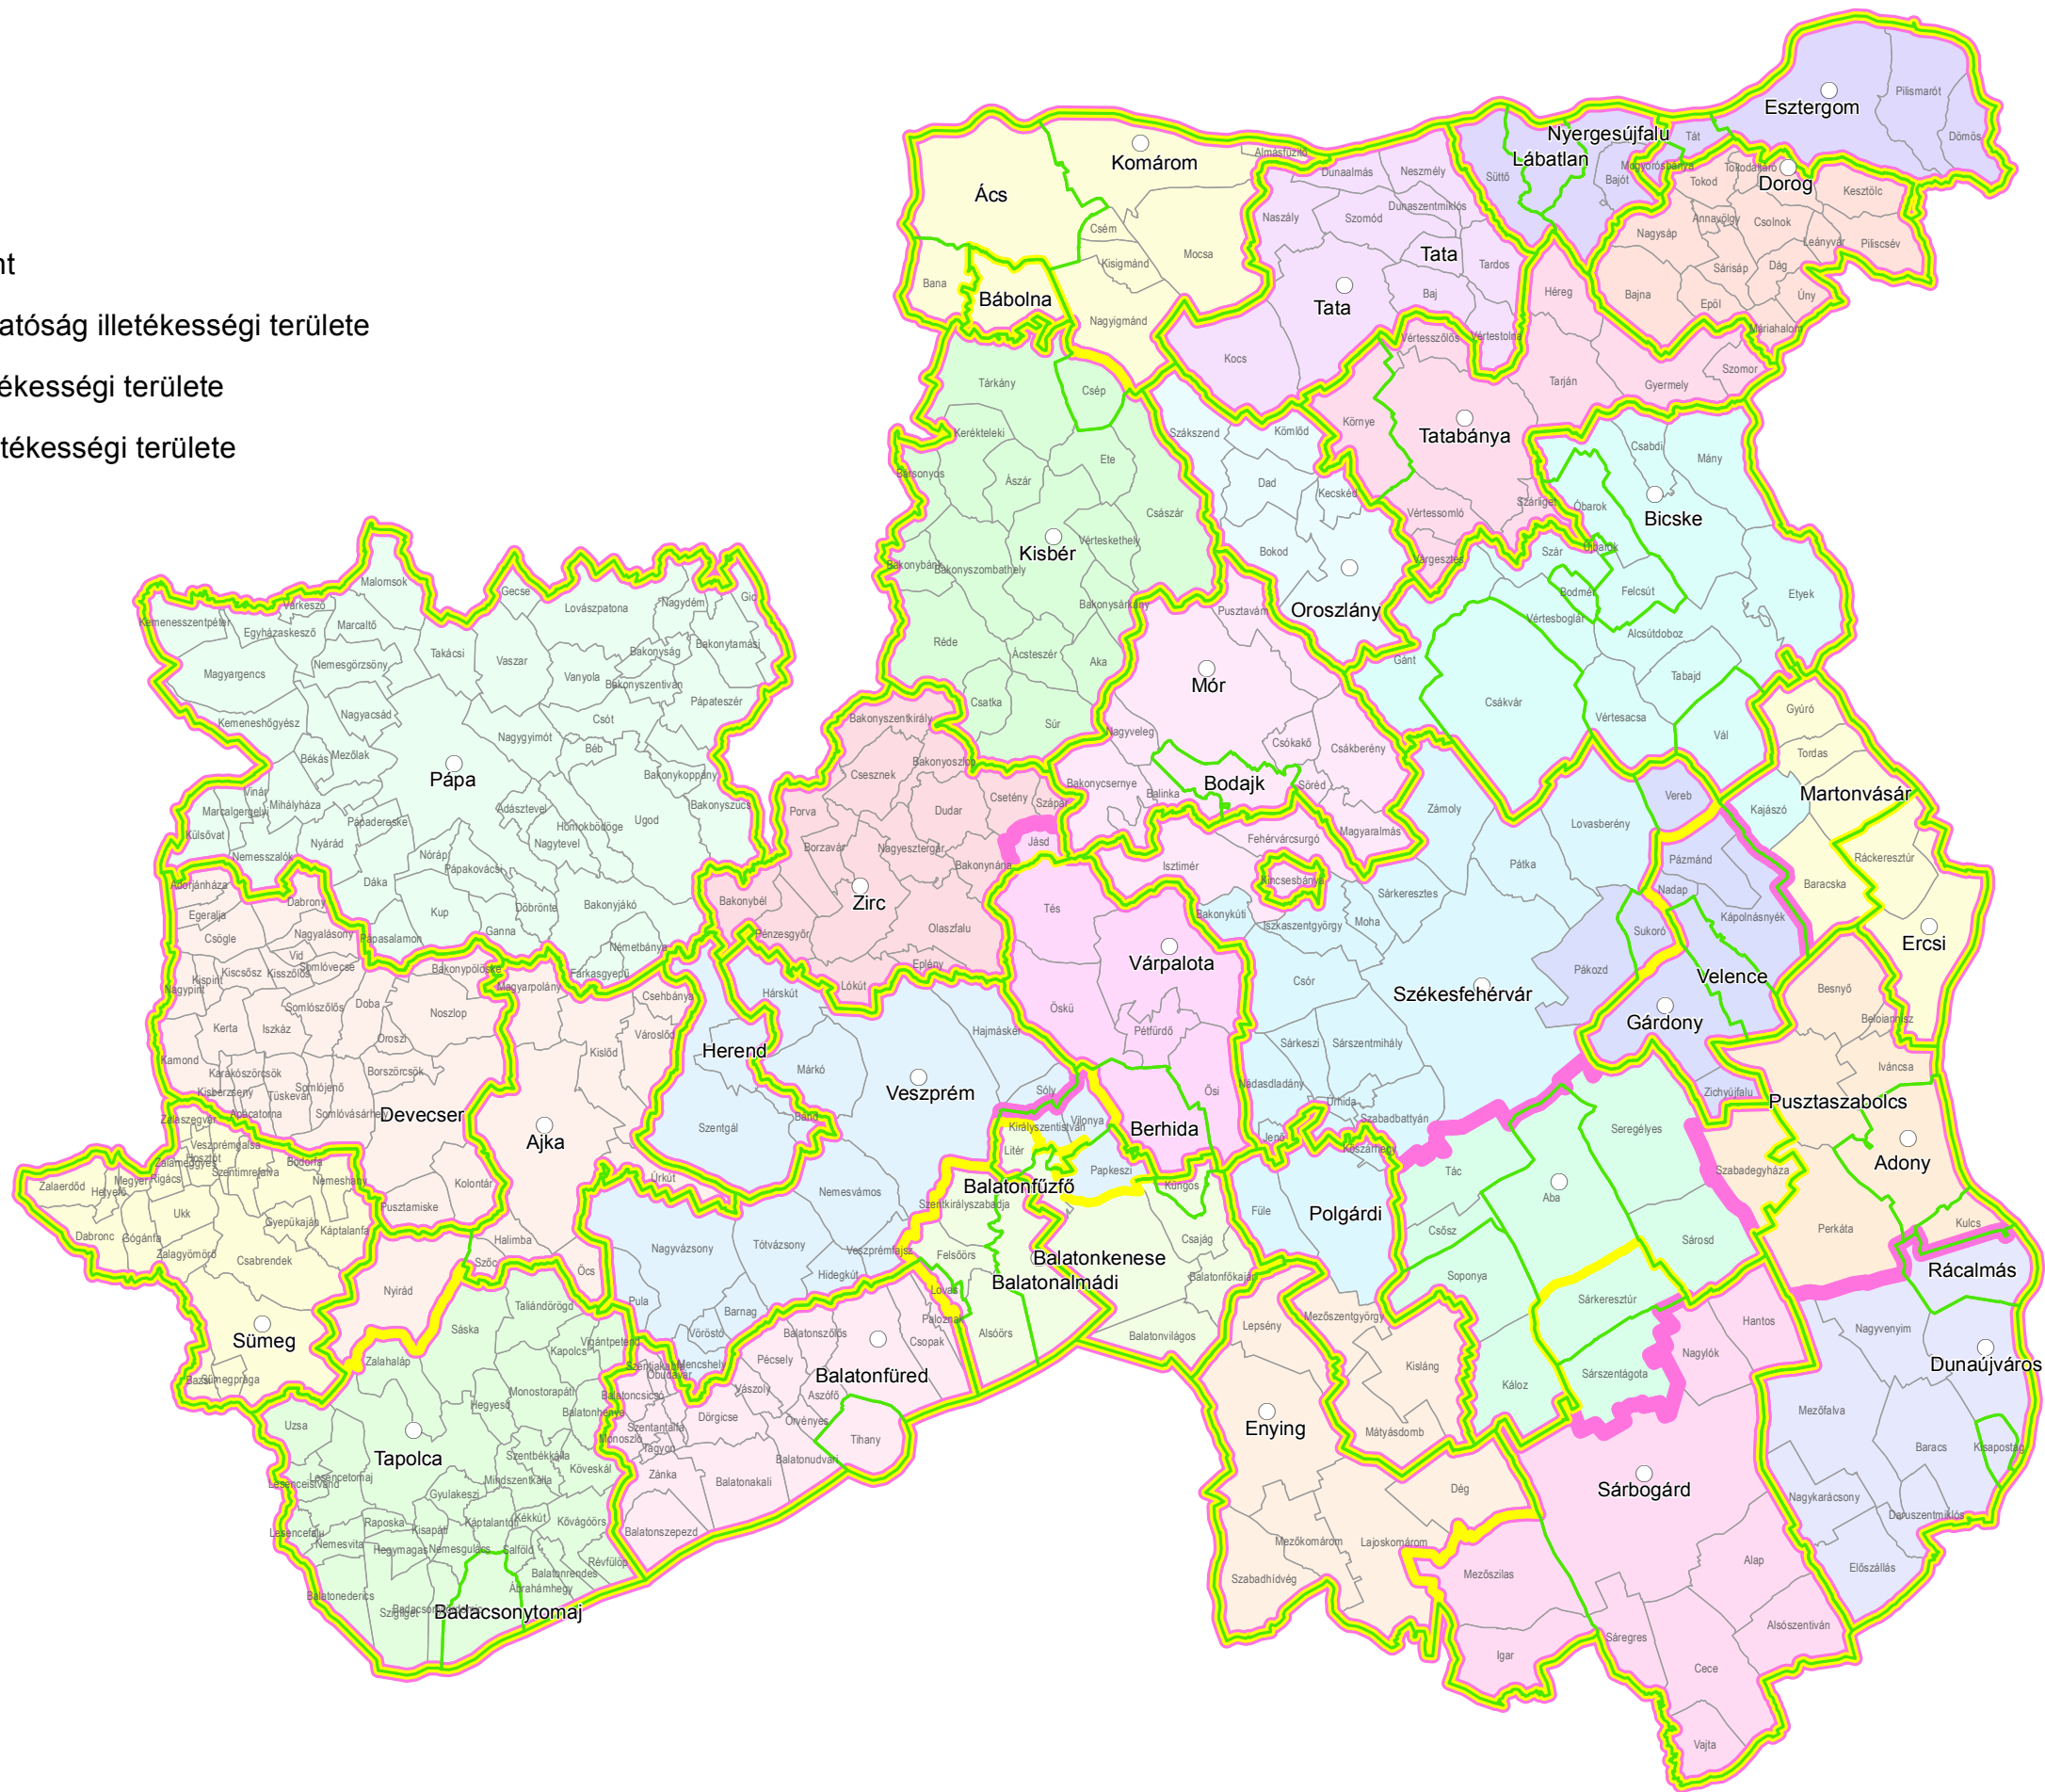 nt
atóság illetékességi területe
ékességi területe
tékességi területe
Esztergom
Pilismarót
Dömös
Nyergesújfalu
Lábatlan
Tát
Mogyorósbánya
Bajót
Süttő
Tokod
Dorog
Kesztölc
Annavölgy
Csolnok
Nagysáp
Leányvár
Piliscsév
Sárisáp
Dág
Bajna
Epöl
Úny
Máriahalom
Komárom
Almásfüzitő
Ács
Csém
Kisigmánd
Mocsa
Bana
Bábolna
Nagyigmánd
Dunaalmás
Neszmély
Dunaszentmiklós
Naszály
Szomód
Tata
Tardos
Tata
Baj
Kocs
Vértesszőlős
Vértestolna
Héreg
Tarján
Gyermely
Szomor
Környe
Tatabánya
Vértessomló
Szárliget
Várgesztes
Tárkány
Csép
Kerékteleki
Bársonyos
Ászár
Ete
Császár
Kisbér
Vérteskethely
Bakonybánk
Bakonyszombathely
Bakonysárkány
Réde
Ácsteszér
Aka
Csatka
Súr
Szákszend
Kömlőd
Dad
Kecskéd
Bokod
Oroszlány
Csabdi
Mány
Óbarok
Bicske
Újbarok
Szár
Bodmér
Felcsút
Etyek
Vértesboglár
Alcsútdoboz
Gánt
Tabajd
Csákvár
Vértesacsa
Vál
Pusztavám
Mór
Nagyveleg
Csókakő
Csákberény
Bakonycsernye
Balinka
Bodajk
Söréd
Magyaralmás
Fehérvárcsurgó
Isztimér
Kincsesbánya
Gyúró
Tordas
Martonvásár
Kajászó
Baracska
Ráckeresztúr
Ercsi
Malomsok
Gecse
Várkesző
Kemenesszentpéter
Egyházaskesző
Marcaltő
Lovászpatona
Nagydém
Gic
Magyargencs
Nemesgörzsöny
Takácsi
Vaszar
Bakonyság
Bakonytamási
Vanyola
Bakonyszentiván
Pápateszér
Kemeneshőgyész
Nagyacsád
Csót
Nagygyimót
Béb
Békás
Mezőlak
Pápa
Bakonykoppány
Vinár
Marcalgergelyi
Mihályháza
Adásztevel
Bakonyszücs
Külsővat
Pápadereske
Homokbödöge
Ugod
Nyárád
Nagytevel
Nemesszalók
Nóráp
Pápakovácsi
Dáka
Kup
Döbrönte
Bakonyjákó
Pápasalamon
Ganna
Németbánya
Farkasgyepű
Bakonyszentkirály
Csesznek
Bakonyoszlop
Porva
Dudar
Csetény
Szápár
Jásd
Borzavár
Nagyesztergár
Bakonynána
Bakonybél
Zirc
Pénzesgyőr
Olaszfalu
Eplény
Lókút
Adorjánháza
Dabrony
Egeralja
Csögle
Nagyalásony
Vid
Kispirit
Kiscsősz
Kisszőlős
Somlóvecse
Nagypirit
Bakonypölöske
Somlószőlős
Doba
Noszlop
Kerta
Iszkáz
Oroszi
Kamond
Karakószörcsök
Borszörcsök
Kisberzseny
Tüskevár
Somlójenő
Apácatorna
Somlóvásárhely
Devecser
Kolontár
Pusztamiske
Magyarpolány
Csehbánya
Városlőd
Kislőd
Ajka
Úrkút
Halimba
Szőc
Öcs
Nyirád
Hárskút
Herend
Márkó
Hajmáskér
Veszprém
Sóly
Bánd
Szentgál
Vilonya
Királyszentistván
Litér
Papkeszi
Nemesvámos
Nagyvázsony
Tótvázsony
Veszprémfajsz
Hidegkút
Pula
Barnag
Vöröstó
Mencshely
Tés
Várpalota
Öskü
Pétfürdő
Ősi
Berhida
Balatonfűzfő
Szentkirályszabadja
Küngös
Csajág
Felsőörs
Balatonkenese
Balatonalmádi
Balatonfőkajár
Alsóörs
Balatonvilágos
Zalaszegvár
Veszprémgalsa
Hosztót
Zalameggyes
Szentimrefalva
Bodorfa
Zalaerdőd
Hetyefő
Megyer
Rigács
Nemeshany
Ukk
Dabronc
Gógánfa
Gyepükaján
Káptalanfa
Zalagyömörő
Csabrendek
Sümeg
Bazsi
Sümegprága
Taliándörögd
Sáska
Zalahaláp
Vigántpetend
Kapolcs
Monostorapáti
Hegyesd
Balatonhenye
Uzsa
Tapolca
Szentbékkálla
Lesencetomaj
Lesenceistvánd
Mindszentkálla
Köveskál
Gyulakeszi
Raposka
Kisapáti
Káptalantóti
Kékkút
Kővágóörs
Lesencefalu
Nemesvita
Hegymagas
Nemesgulács
Salföld
Révfülöp
Balatonrendes
Ábrahámhegy
Balatonederics
Szigliget
Badacsonytomaj
Lovas
Paloznak
Csopak
Balatonszőlős
Pécsely
Balatonfüred
Szentjakabfa
Óbudavár
Balatoncsicsó
Vászoly
Aszófő
Dörgicse
Örvényes
Szentantalfa
Monoszló
Tagyon
Tihany
Balatonudvari
Zánka
Balatonakali
Balatonszepezd
Bakonykúti
Iszkaszentgyörgy
Moha
Sárkeresztes
Zámoly
Lovasberény
Pátka
Csór
Székesfehérvár
Sárkeszi
Sárszentmihály
Nádasdladány
Úrhida
Szabadbattyán
Jenő
Kőszárhegy
Füle
Polgárdi
Vereb
Pázmánd
Nadap
Kápolnásnyék
Sukoró
Pákozd
Velence
Gárdony
Zichyújfalu
Besnyő
Beloiannisz
Iváncsa
Pusztaszabolcs
Adony
Szabadegyháza
Perkáta
Kulcs
Rácalmás
Seregélyes
Tác
Aba
Csősz
Sárosd
Soponya
Sárkeresztúr
Káloz
Sárszentágota
Nagylók
Hantos
Nagyvenyim
Dunaújváros
Mezőfalva
Baracs
Kisapostag
Nagykarácsony
Daruszentmiklós
Előszállás
Lepsény
Mezőszentgyörgy
Kisláng
Enying
Mátyásdomb
Dég
Mezőkomárom
Lajoskomárom
Szabadhídvég
Sárbogárd
Mezőszilas
Alap
Igar
Sáregres
Alsószentiván
Cece
Vajta